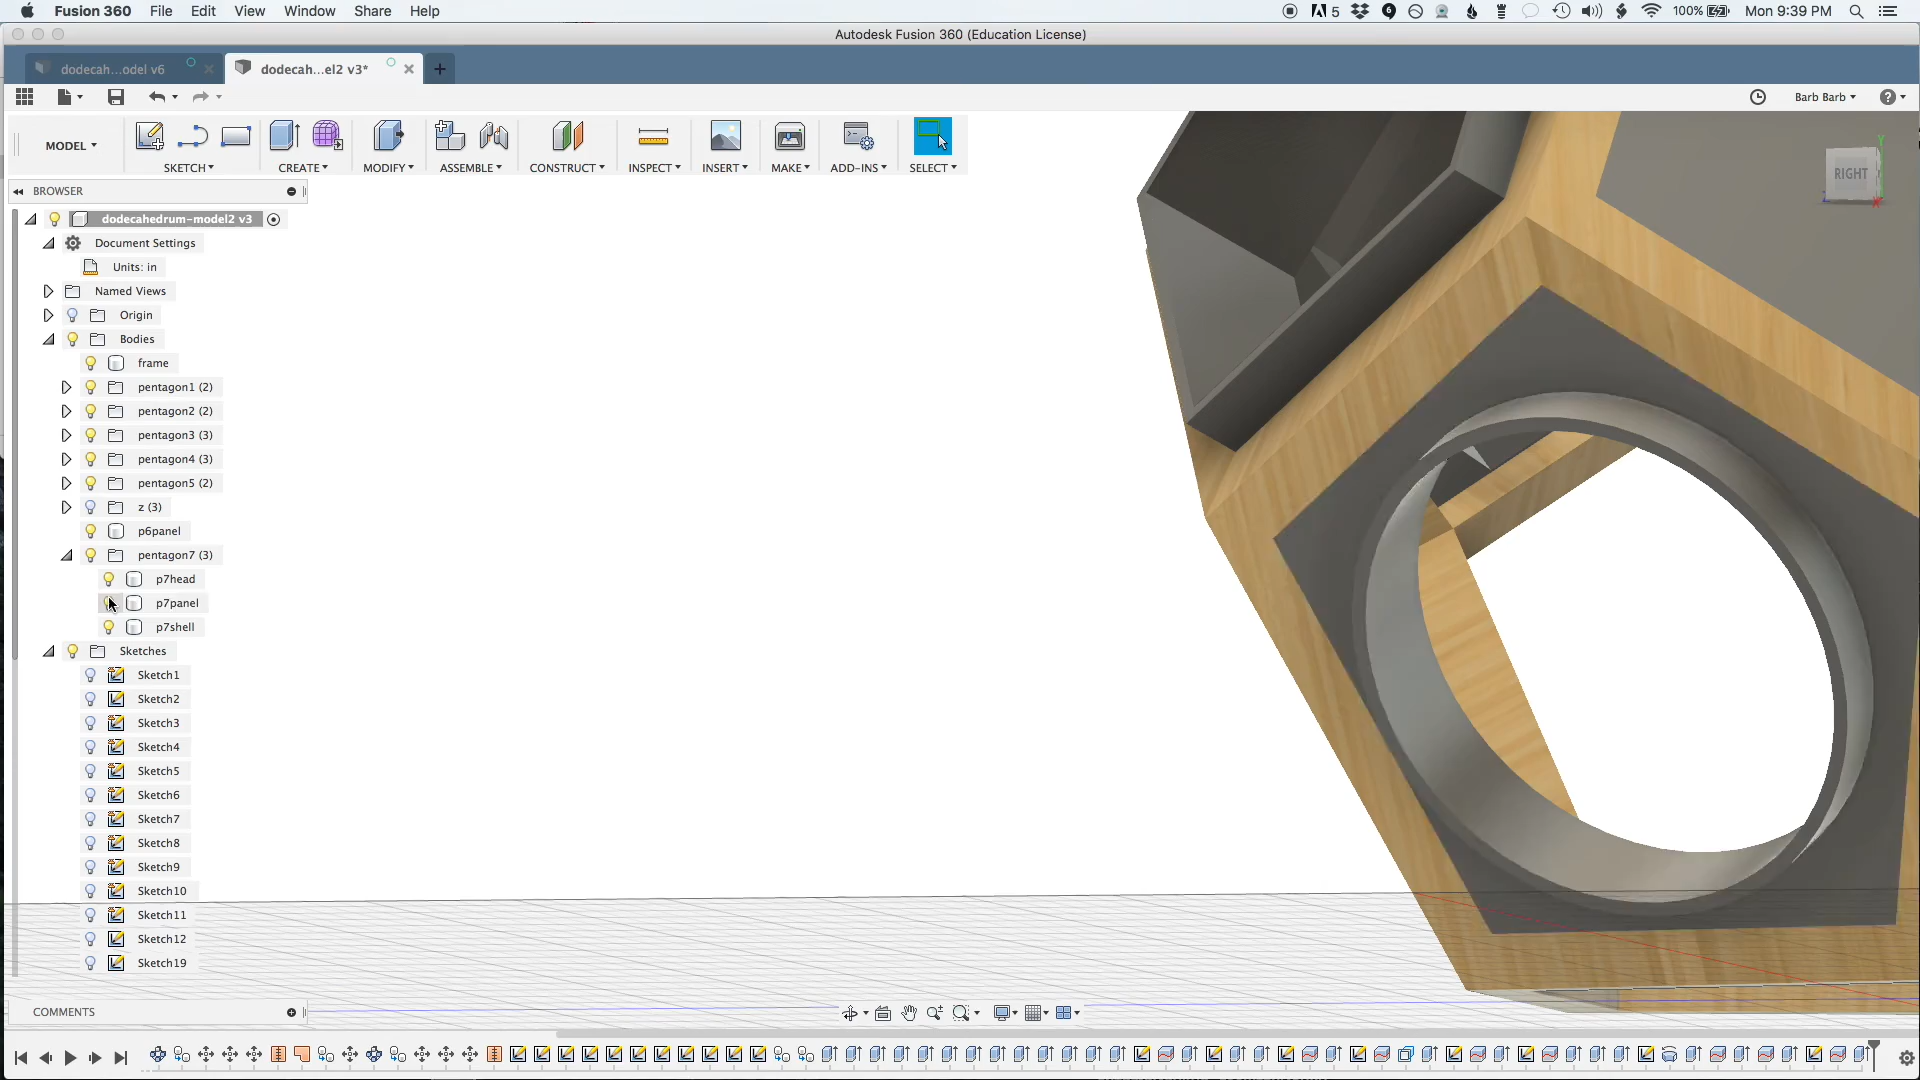 Fusion 360 File Edit View Window Share Help 5 100% Mon 9:39 PM
Autodesk Fusion 360 (Education License)
dodecah...odel v6 dodecah...el2 v3*
Barb Barb
MODEL SKETCH CREATE MODIFY ASSEMBLE CONSTRUCT INSPECT INSERT MAKE ADD-INS SELECT
BROWSER
RIGHT
dodecahedrum-model2 v3
Document Settings
Units: in
Named Views
Origin
Bodies
frame
pentagon1 (2)
pentagon2 (2)
pentagon3 (3)
pentagon4 (3)
pentagon5 (2)
z (3)
p6panel
pentagon7 (3)
p7head
p7panel
p7shell
Sketches
Sketch1
Sketch2
Sketch3
Sketch4
Sketch5
Sketch6
Sketch7
Sketch8
Sketch9
Sketch10
Sketch11
Sketch12
Sketch19
COMMENTS